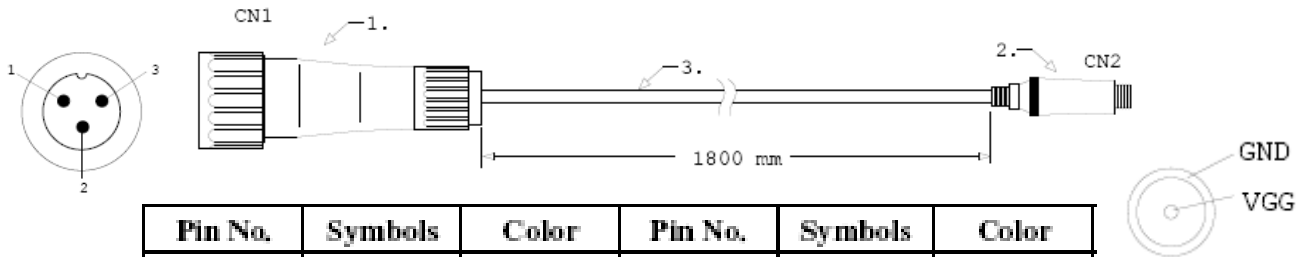 CN1
1.
2.
CN2
1
3
3.
2
1800 mm
GND
VGG
Pin No. Symbols Color Pin No. Symbols Color